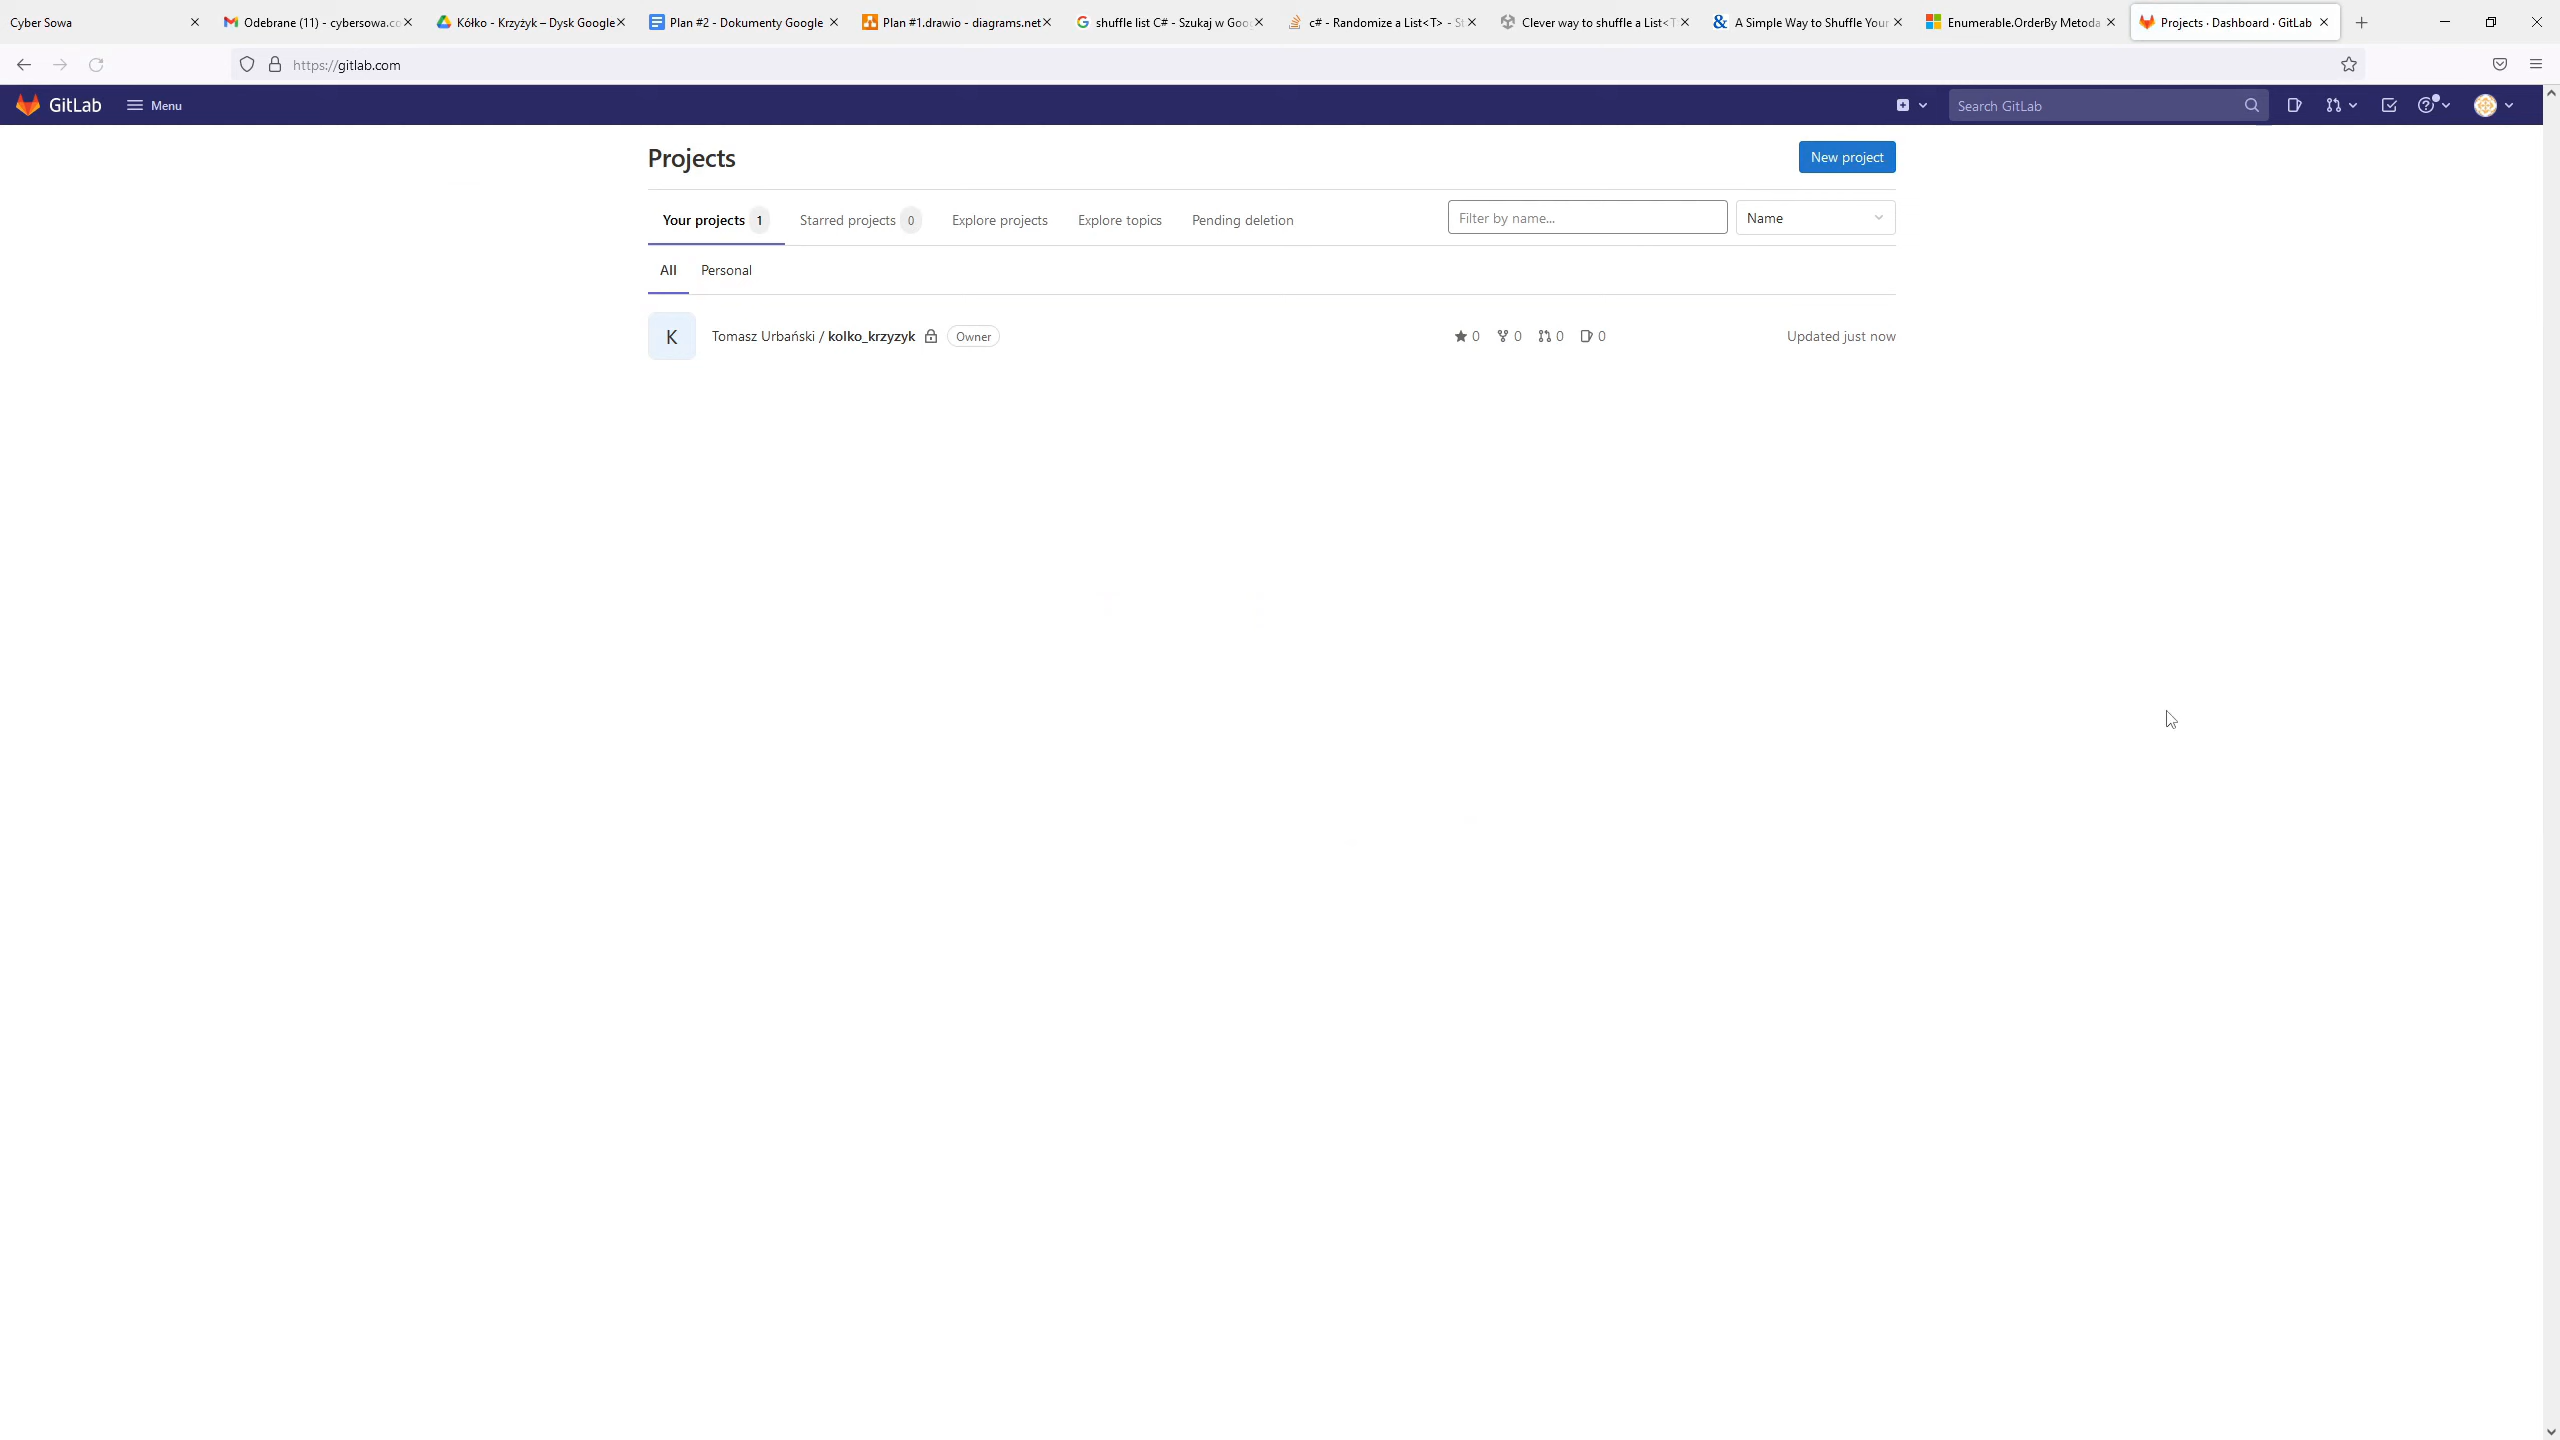 Cyber Sowa
Odebrane (11) - cybersowa.co
Kółko - Krzyżyk – Dysk Google
Plan #2 - Dokumenty Google
Plan #1.drawio - diagrams.net
shuffle list C# - Szukaj w Goo
c# - Randomize a List<T> - St
Clever way to shuffle a List<T
A Simple Way to Shuffle Your
Enumerable.OrderBy Metoda
Projects · Dashboard · GitLab
https://gitlab.com
GitLab
Menu
Search GitLab
Projects
New project
Your projects 1
Starred projects 0
Explore projects
Explore topics
Pending deletion
Filter by name...
Name
All
Personal
K
Tomasz Urbański / kolko_krzyzyk
Owner
0
0
0
0
Updated just now